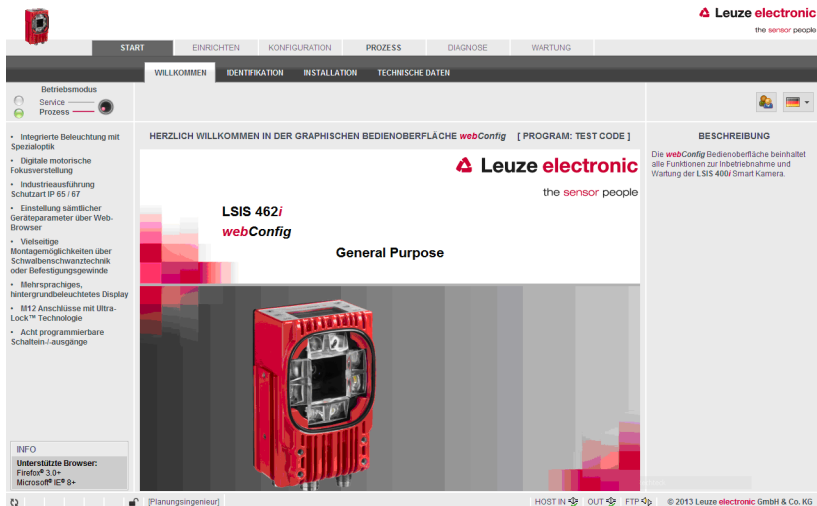 Leuze electronic
the sensor people
START EINRICHTEN KONFIGURATION PROZESS DIAGNOSE WARTUNG
WILLKOMMEN IDENTIFIKATION INSTALLATION TECHNISCHE DATEN
Betriebsmodus
Service
Prozess
• Integrierte Beleuchtung mit
Spezialoptik
• Digitale motorische
Fokusverstellung
• Industrieausführung
Schutzart IP 65 / 67
• Einstellung sämtlicher
Geräteparameter über Web-
Browser
• Vielseitige
Montagemöglichkeiten über
Schwalbenschwanztechnik
oder Befestigungsgewinde
• Mehrsprachiges,
hintergrundbeleuchtetes Display
• M12 Anschlüsse mit Ultra-
Lock™ Technologie
• Acht programmierbare
Schaltein-/-ausgänge
INFO
Unterstützte Browser:
Firefox® 3.0+
Microsoft® IE® 8+
HERZLICH WILLKOMMEN IN DER GRAPHISCHEN BEDIENOBERFLÄCHE webConfig [ PROGRAM: TEST CODE ]
Leuze electronic
the sensor people
LSIS 462i
webConfig
General Purpose
BESCHREIBUNG
Die webConfig Bedienoberfläche beinhaltet
alle Funktionen zur Inbetriebnahme und
Wartung der LSIS 400i Smart Kamera.
[Planungsingenieur] HOST IN OUT FTP © 2013 Leuze electronic GmbH & Co. KG